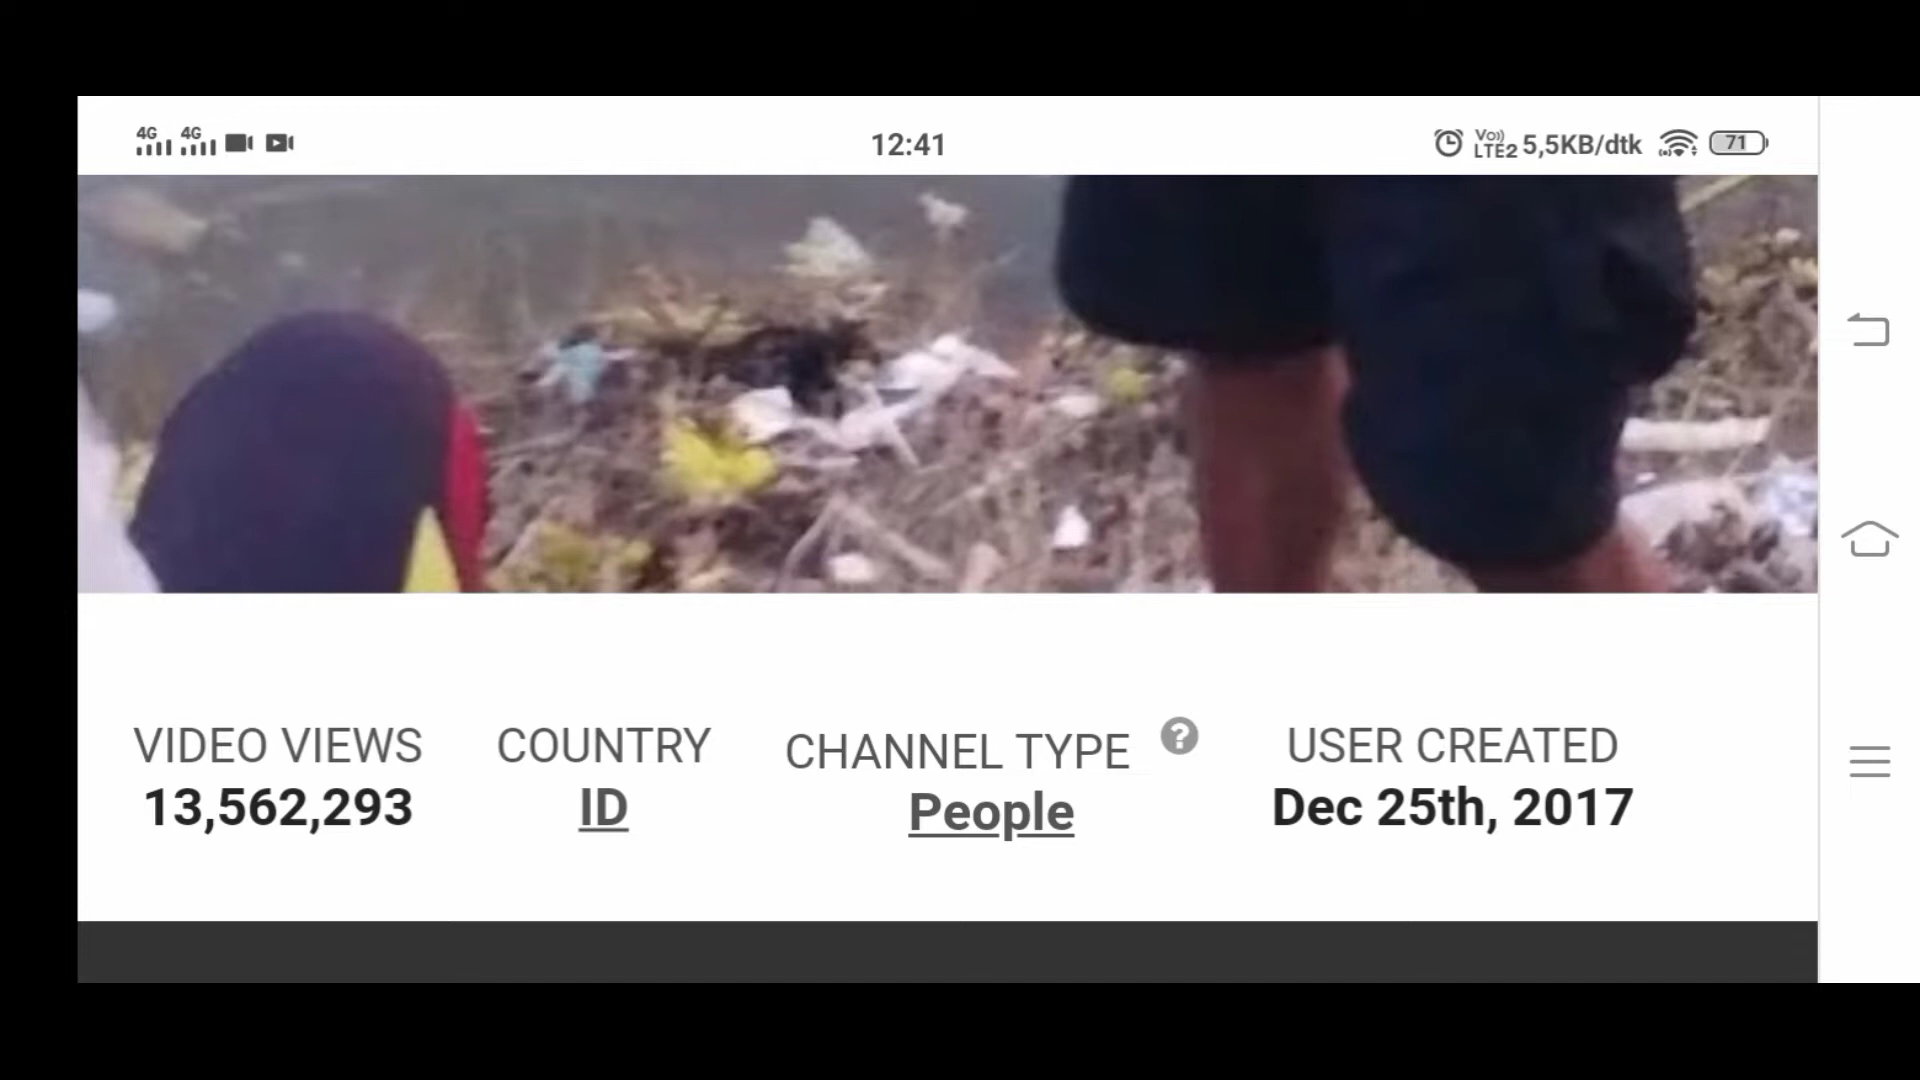 4G 4G 12:41 Vo)) LTE2 5,5KB/dtk 71
VIDEO VIEWS COUNTRY CHANNEL TYPE ? USER CREATED
13,562,293 ID People Dec 25th, 2017